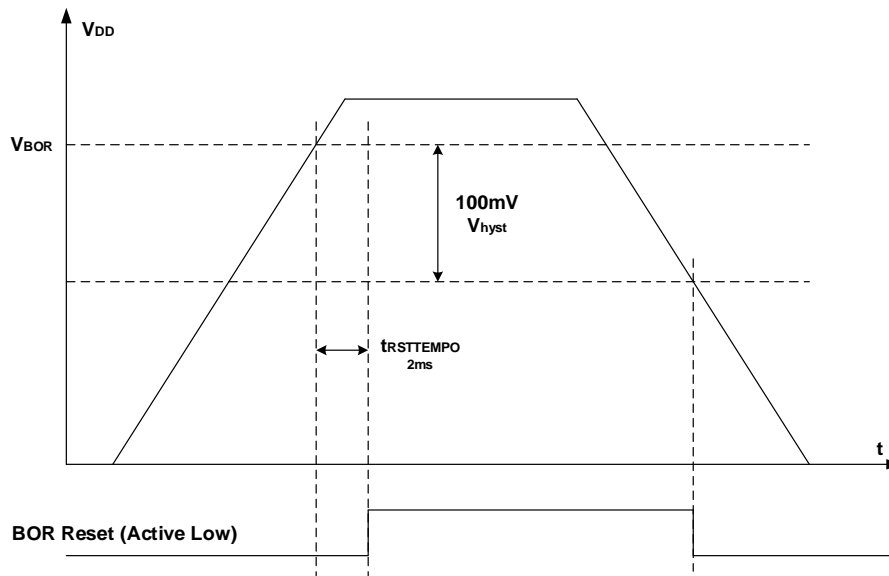 VDD
VBOR
100mV
Vhyst
tRSTTEMPO
2ms
t
BOR Reset (Active Low)